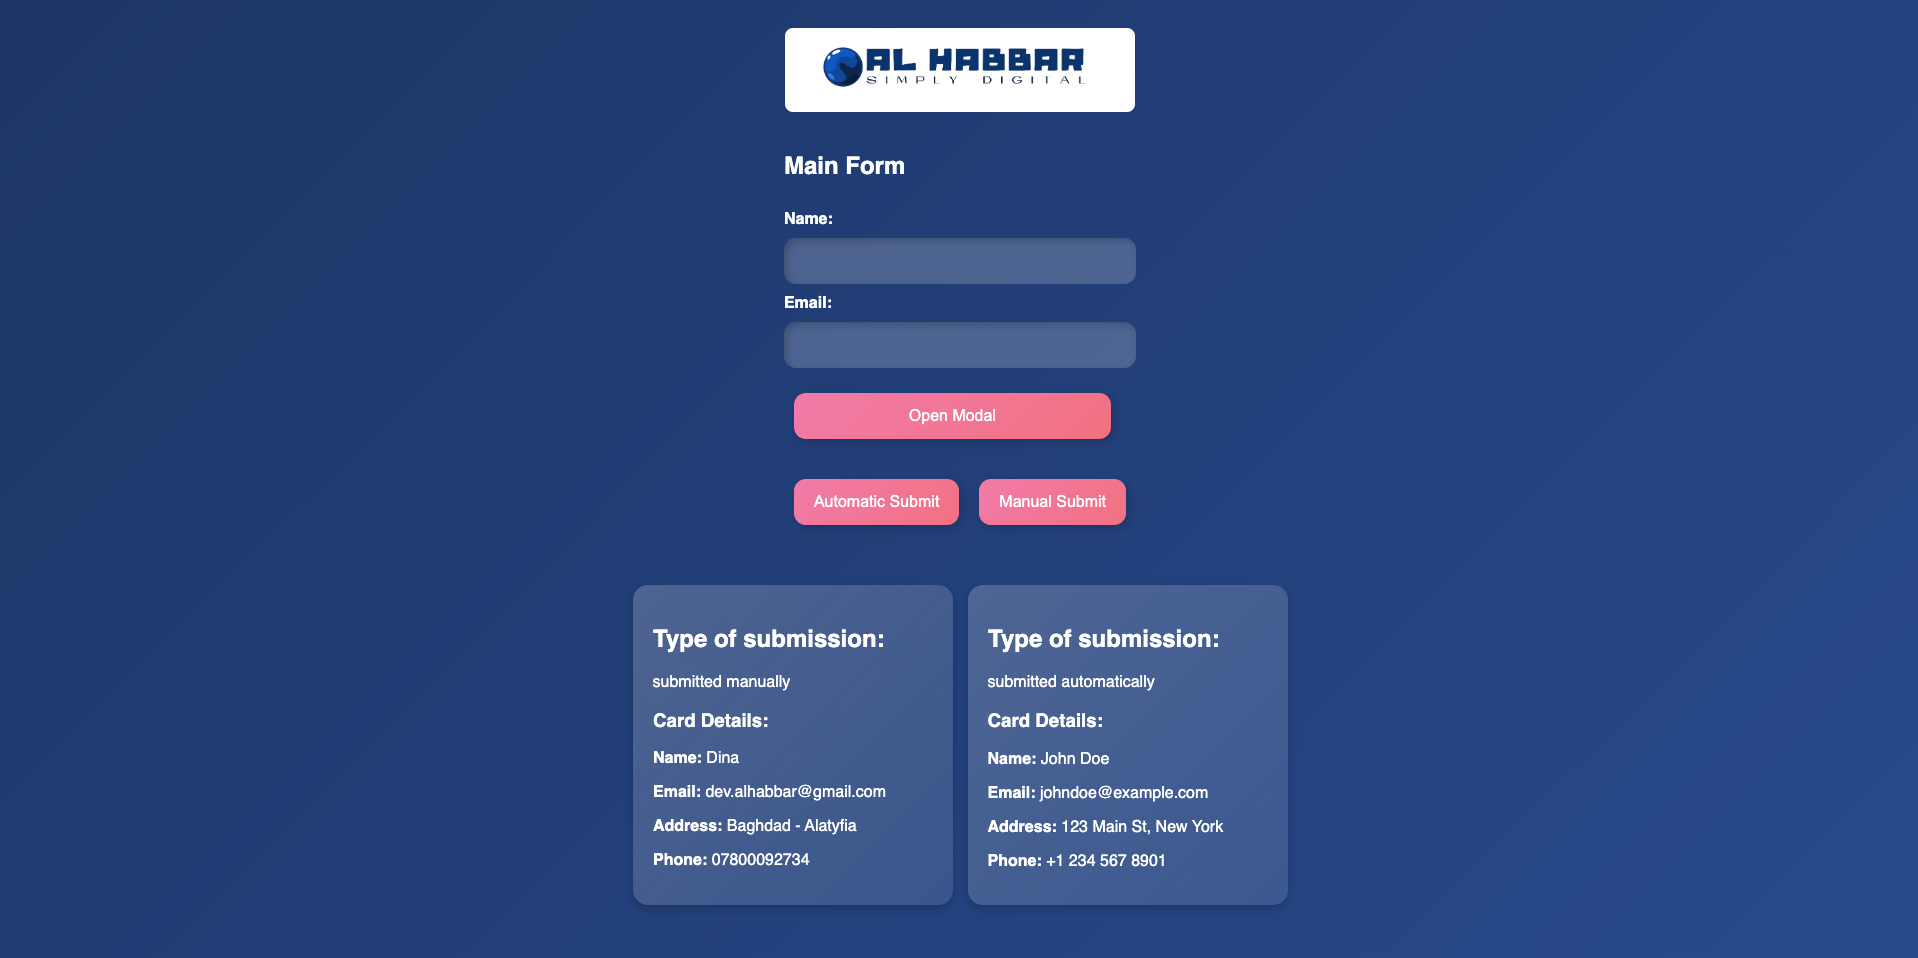 AL HABBAR
SIMPLY DIGITAL
Main Form
Name:
Email:
Open Modal
Automatic Submit
Manual Submit
Type of submission:
submitted manually
Card Details:
Name: Dina
Email: dev.alhabbar@gmail.com
Address: Baghdad - Alatyfia
Phone: 07800092734
Type of submission:
submitted automatically
Card Details:
Name: John Doe
Email: johndoe@example.com
Address: 123 Main St, New York
Phone: +1 234 567 8901